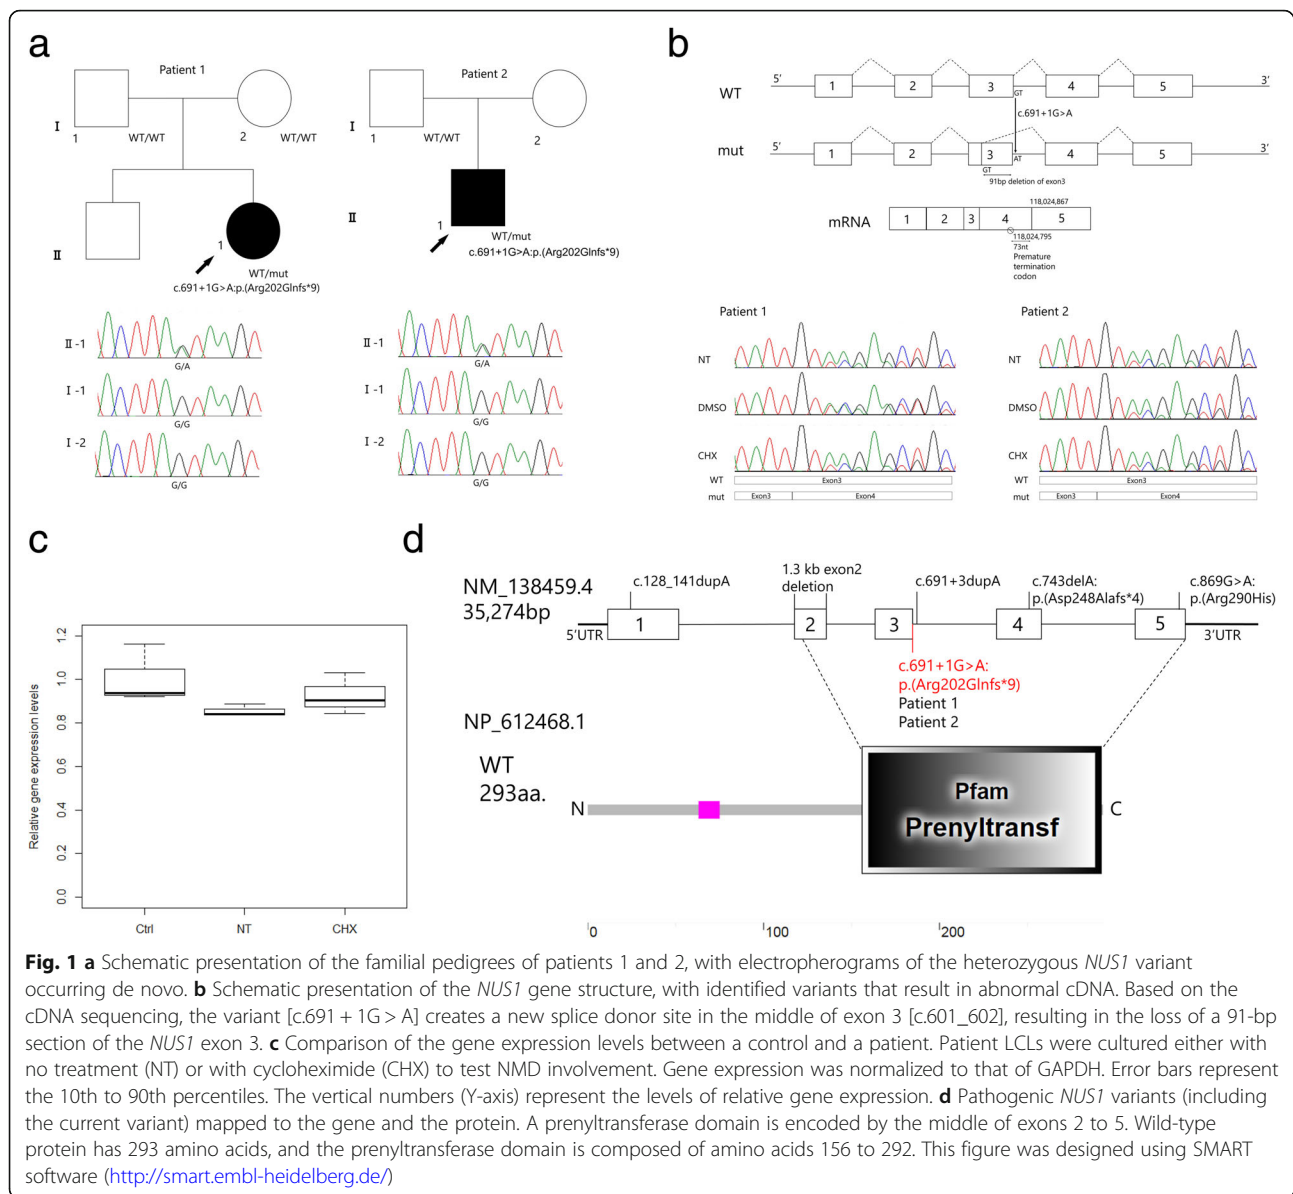 a
Patient 1
I
1
WT/WT
2
WT/WT
II
1
WT/mut
c.691+1G>A:p.(Arg202Glnfs*9)
Patient 2
I
1
WT/WT
2
II
1
WT/mut
c.691+1G>A:p.(Arg202Glnfs*9)
II -1
G/A
I -1
G/G
I -2
G/G
II -1
G/A
I -1
G/G
I -2
G/G
b
WT
5′
1
2
3
GT
4
5
3′
c.691+1G>A
mut
5′
1
2
3
AT
4
5
3′
GT
91bp deletion of exon3
118,024,867
mRNA
1
2
3
4
5
118,024,795
73nt
Premature
termination
codon
Patient 1
NT
DMSO
CHX
WT
Exon3
mut
Exon3
Exon4
Patient 2
NT
DMSO
CHX
WT
Exon3
mut
Exon3
Exon4
c
Relative gene expression levels
1.2
1.0
0.8
0.6
0.4
0.2
0.0
Ctrl
NT
CHX
d
NM_138459.4
35,274bp
c.128_141dupA
1.3 kb exon2
deletion
c.691+3dupA
c.743delA:
p.(Asp248Alafs*4)
c.869G>A:
p.(Arg290His)
5′UTR
1
2
3
4
5
3′UTR
c.691+1G>A:
p.(Arg202Glnfs*9)
Patient 1
Patient 2
NP_612468.1
WT
293aa.
N
Pfam
Prenyltransf
C
0
100
200
Fig. 1 a Schematic presentation of the familial pedigrees of patients 1 and 2, with electropherograms of the heterozygous NUS1 variant
occurring de novo. b Schematic presentation of the NUS1 gene structure, with identified variants that result in abnormal cDNA. Based on the
cDNA sequencing, the variant [c.691 + 1G > A] creates a new splice donor site in the middle of exon 3 [c.601_602], resulting in the loss of a 91-bp
section of the NUS1 exon 3. c Comparison of the gene expression levels between a control and a patient. Patient LCLs were cultured either with
no treatment (NT) or with cycloheximide (CHX) to test NMD involvement. Gene expression was normalized to that of GAPDH. Error bars represent
the 10th to 90th percentiles. The vertical numbers (Y-axis) represent the levels of relative gene expression. d Pathogenic NUS1 variants (including
the current variant) mapped to the gene and the protein. A prenyltransferase domain is encoded by the middle of exons 2 to 5. Wild-type
protein has 293 amino acids, and the prenyltransferase domain is composed of amino acids 156 to 292. This figure was designed using SMART
software (http://smart.embl-heidelberg.de/)